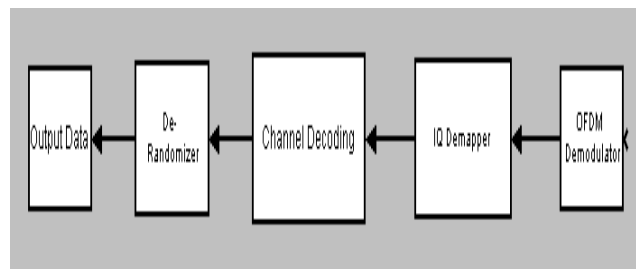 Output Data
De-
Randomizer
Channel Decoding
IQ Demapper
OFDM
Demodulator